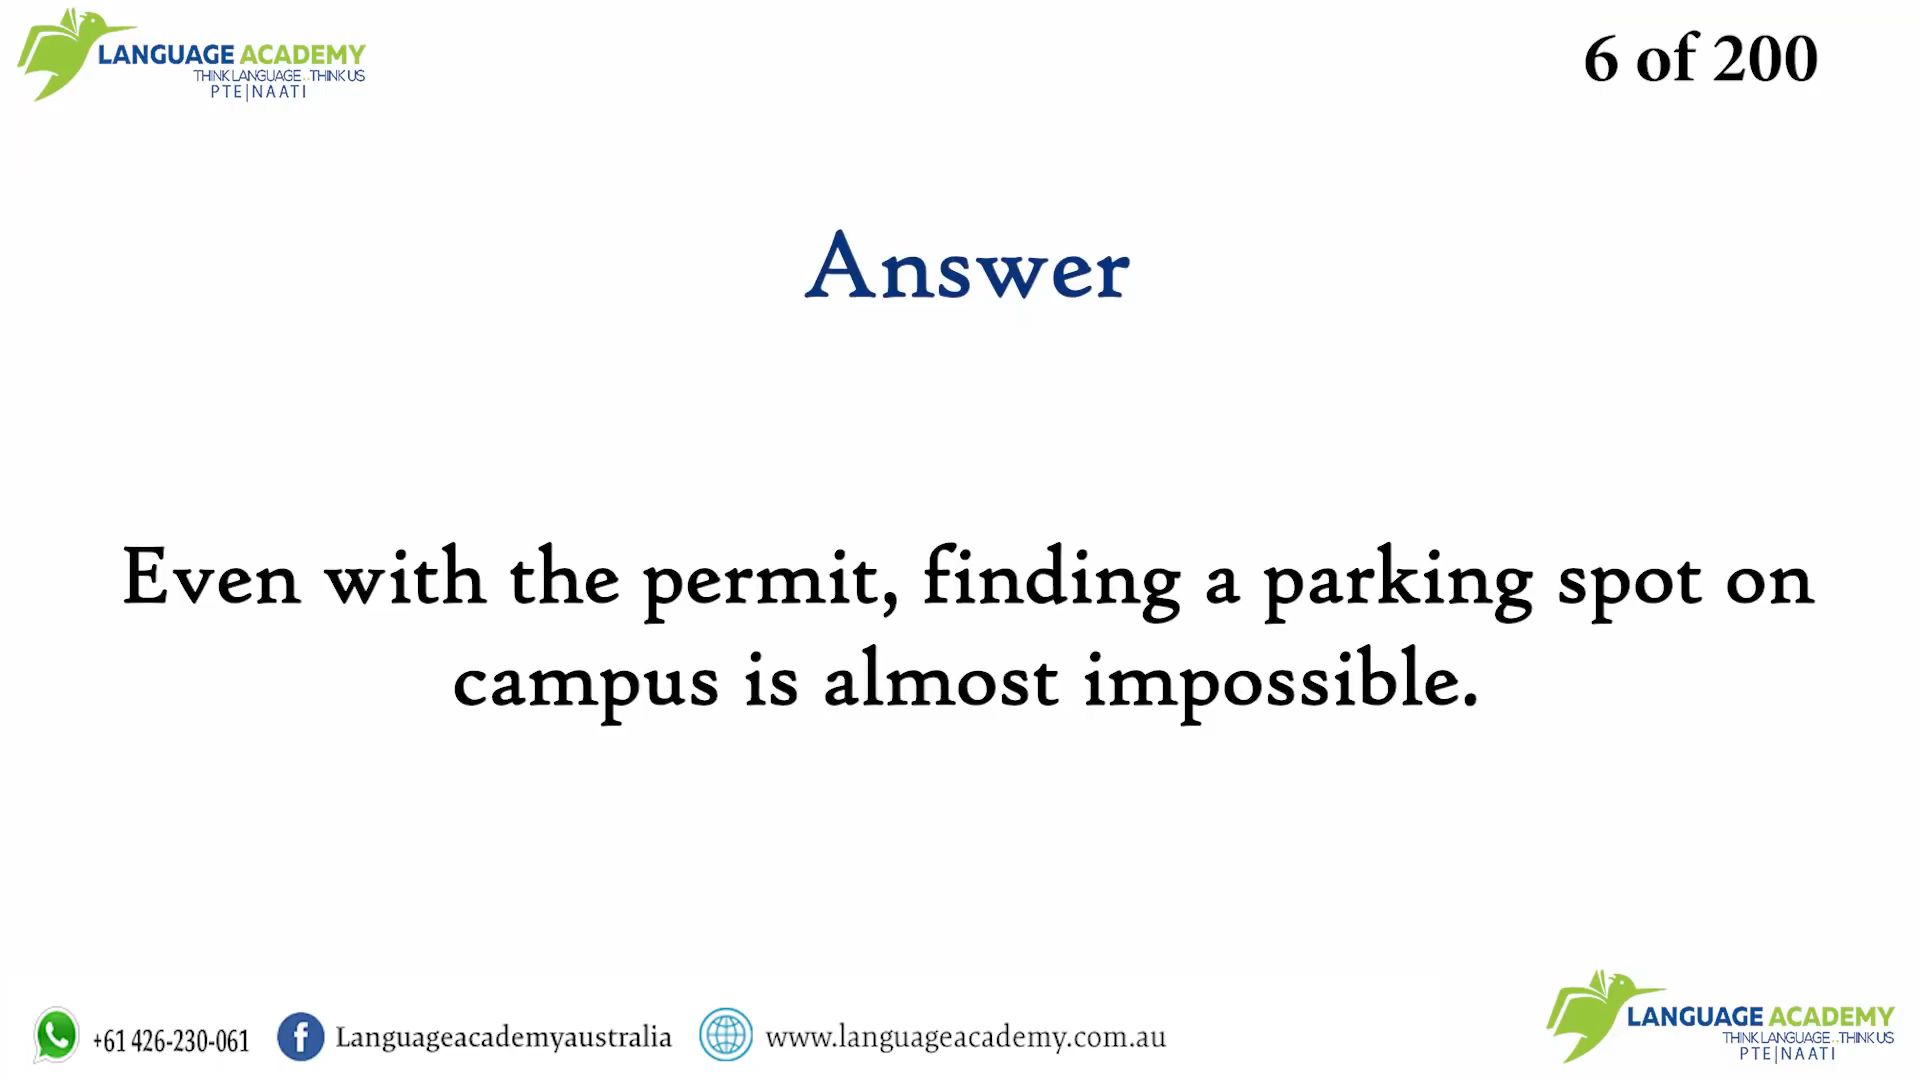 LANGUAGE ACADEMY
THINK LANGUAGE..THINK US
PTE|NAATI
6 of 200
Answer
Even with the permit, finding a parking spot on
campus is almost impossible.
+61 426-230-061
Languageacademyaustralia
www.languageacademy.com.au
LANGUAGE ACADEMY
THINK LANGUAGE..THINK US
PTE|NAATI